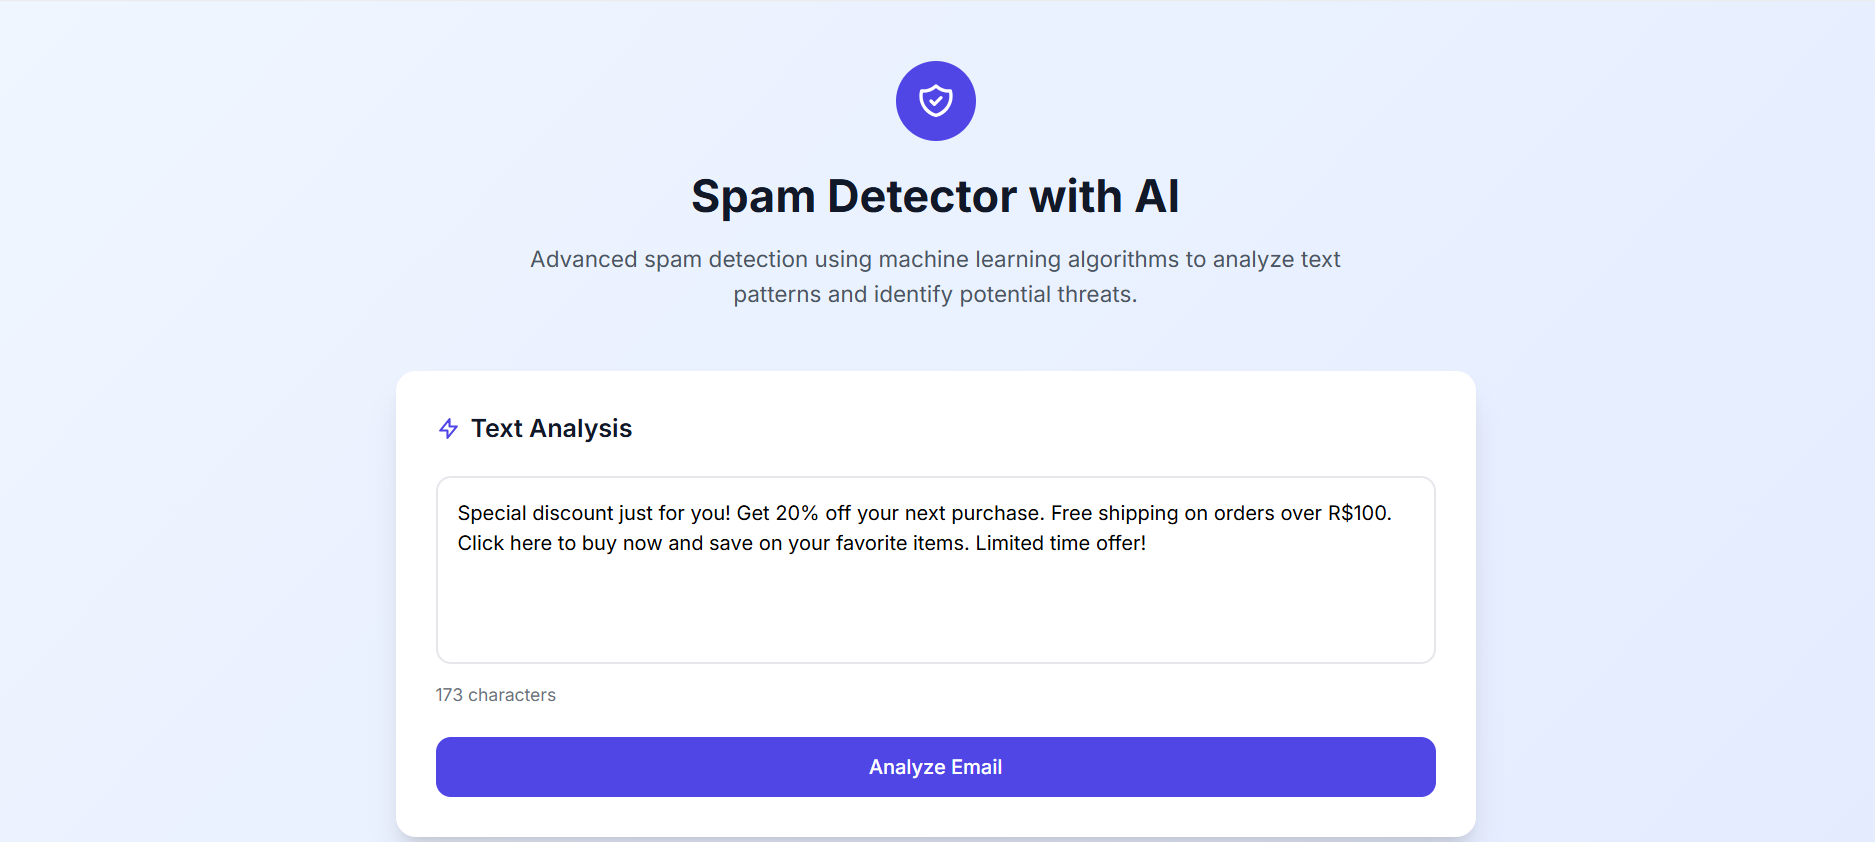 Spam Detector with AI
Advanced spam detection using machine learning algorithms to analyze text
patterns and identify potential threats.
Text Analysis
Special discount just for you! Get 20% off your next purchase. Free shipping on orders over R$100.
Click here to buy now and save on your favorite items. Limited time offer!
173 characters
Analyze Email